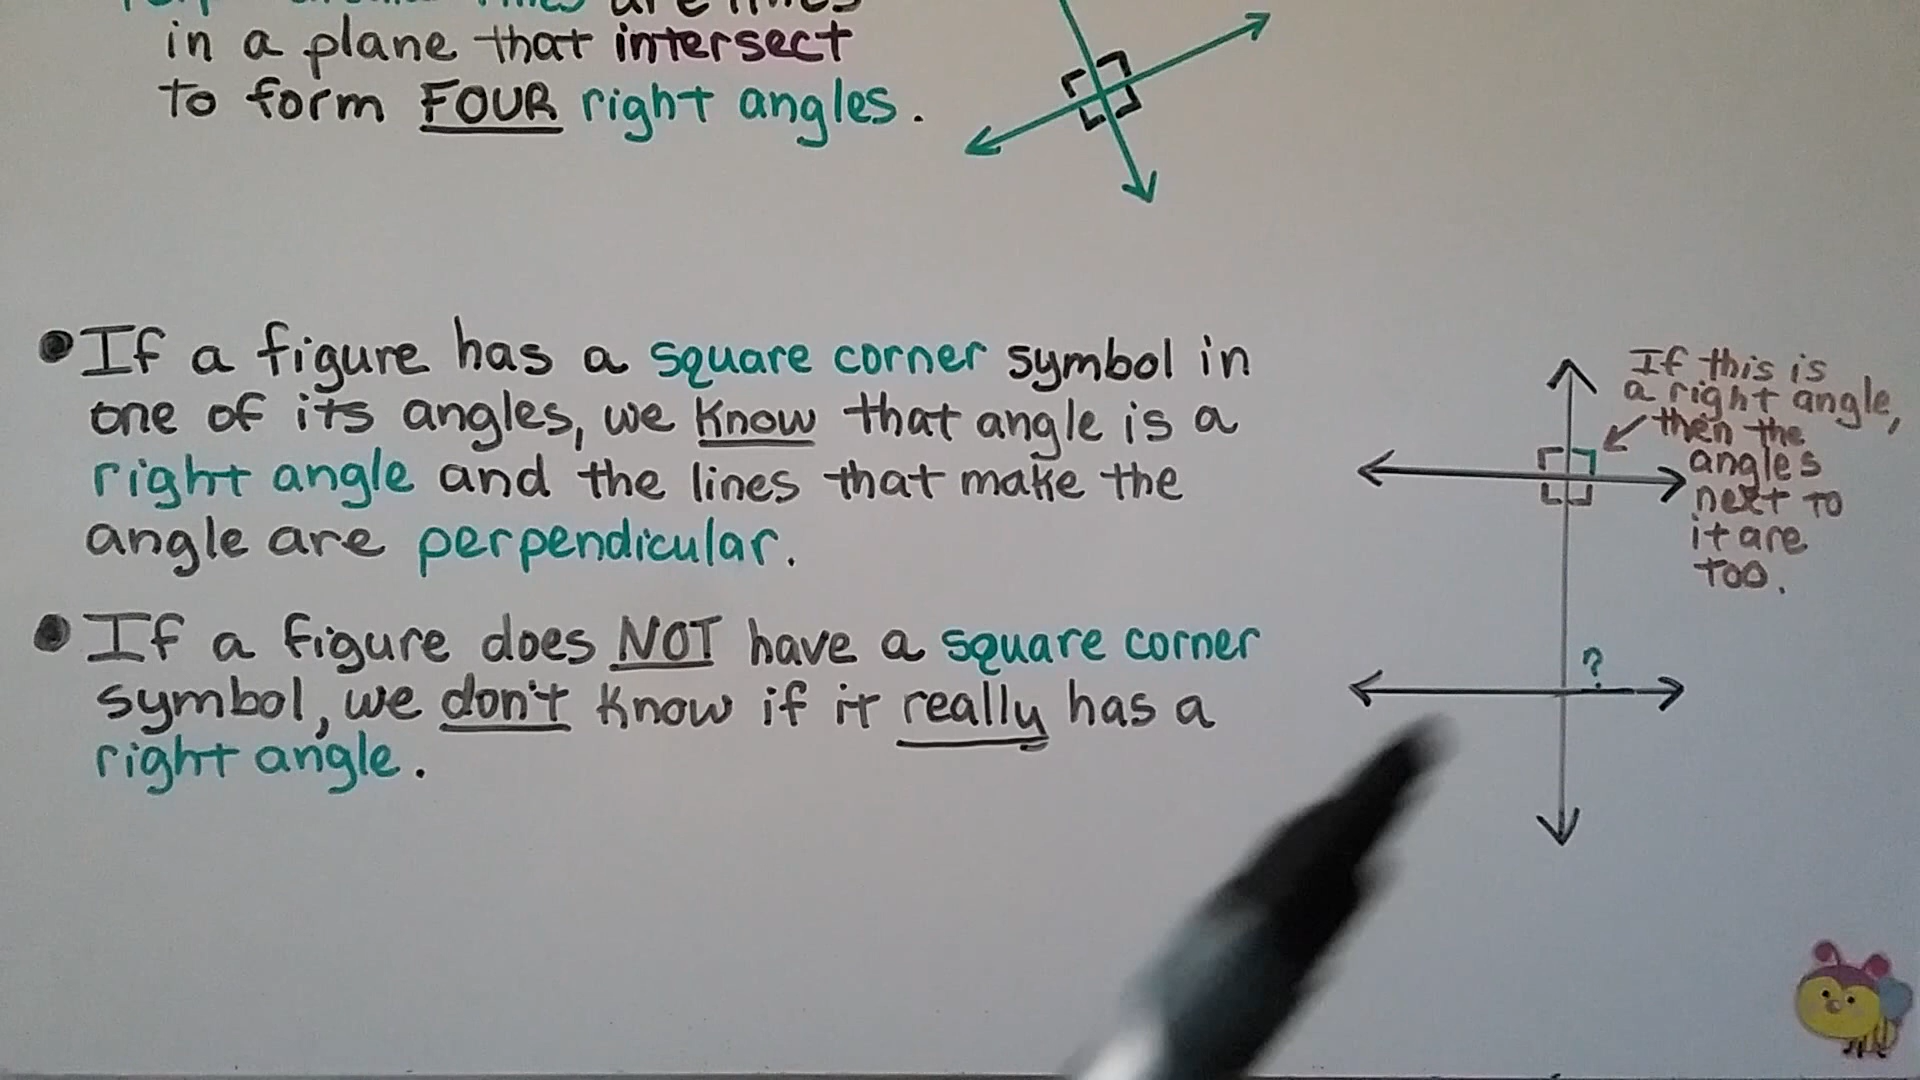 are lines
in a plane that intersect
to form FOUR right angles.
• If a figure has a square corner symbol in
one of its angles, we know that angle is a
right angle and the lines that make the
angle are perpendicular.
• If a figure does NOT have a square corner
symbol, we don't know if it really has a
right angle.
If this is
a right angle,
then the
angles
next to
it are
too.
?